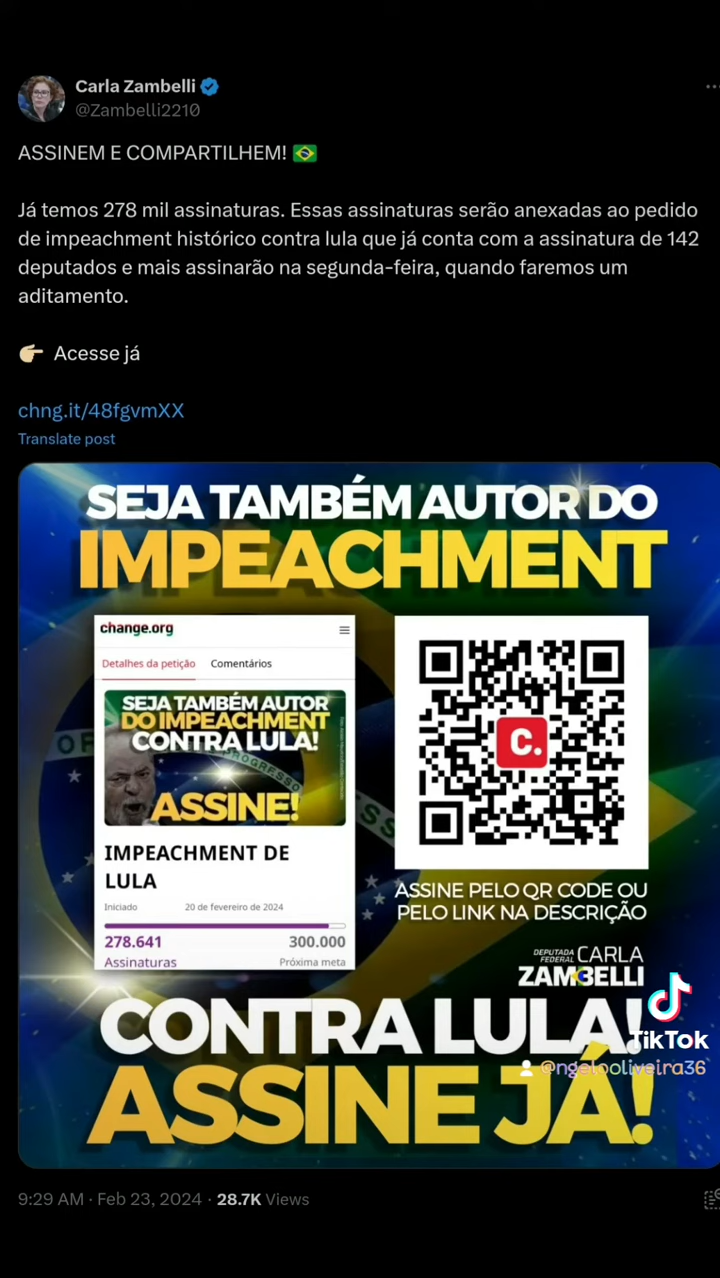 Carla Zambelli
@Zambelli2210
ASSINEM E COMPARTILHEM! 🇧🇷
Já temos 278 mil assinaturas. Essas assinaturas serão anexadas ao pedido
de impeachment histórico contra lula que já conta com a assinatura de 142
deputados e mais assinarão na segunda-feira, quando faremos um
aditamento.
👉🏼 Acesse já
chng.it/48fgvmXX
Translate post
SEJA TAMBÉM AUTOR DO
IMPEACHMENT
change.org
Detalhes da petição Comentários
SEJA TAMBÉM AUTOR
DO IMPEACHMENT
CONTRA LULA!
PROGRESSO
ASSINE!
IMPEACHMENT DE
LULA
Iniciado 20 de fevereiro de 2024
278.641 300.000
Assinaturas Próxima meta
C.
ASSINE PELO QR CODE OU
PELO LINK NA DESCRIÇÃO
DEPUTADA
FEDERAL CARLA
ZAMBELLI
CONTRA LULA!
ASSINE JÁ!
TikTok
@ngelooliveira36
9:29 AM · Feb 23, 2024 · 28.7K Views